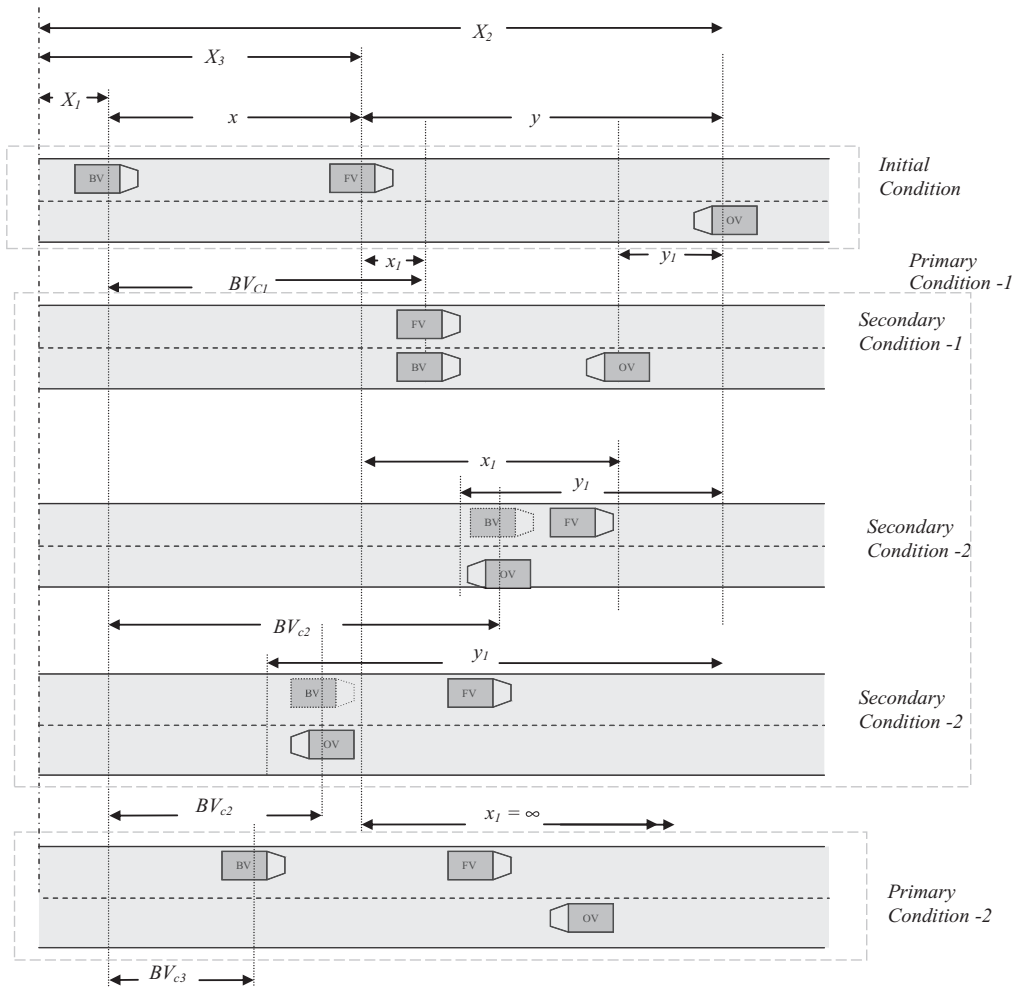 X2
X3
X1
x
y
BV
FV
OV
Initial
Condition
x1
y1
BVC1
Primary
Condition -1
FV
BV
OV
Secondary
Condition -1
x1
y1
BV
FV
OV
Secondary
Condition -2
BVc2
y1
BV
FV
OV
Secondary
Condition -2
BVc2
x1 = ∞
BV
FV
OV
Primary
Condition -2
BVc3